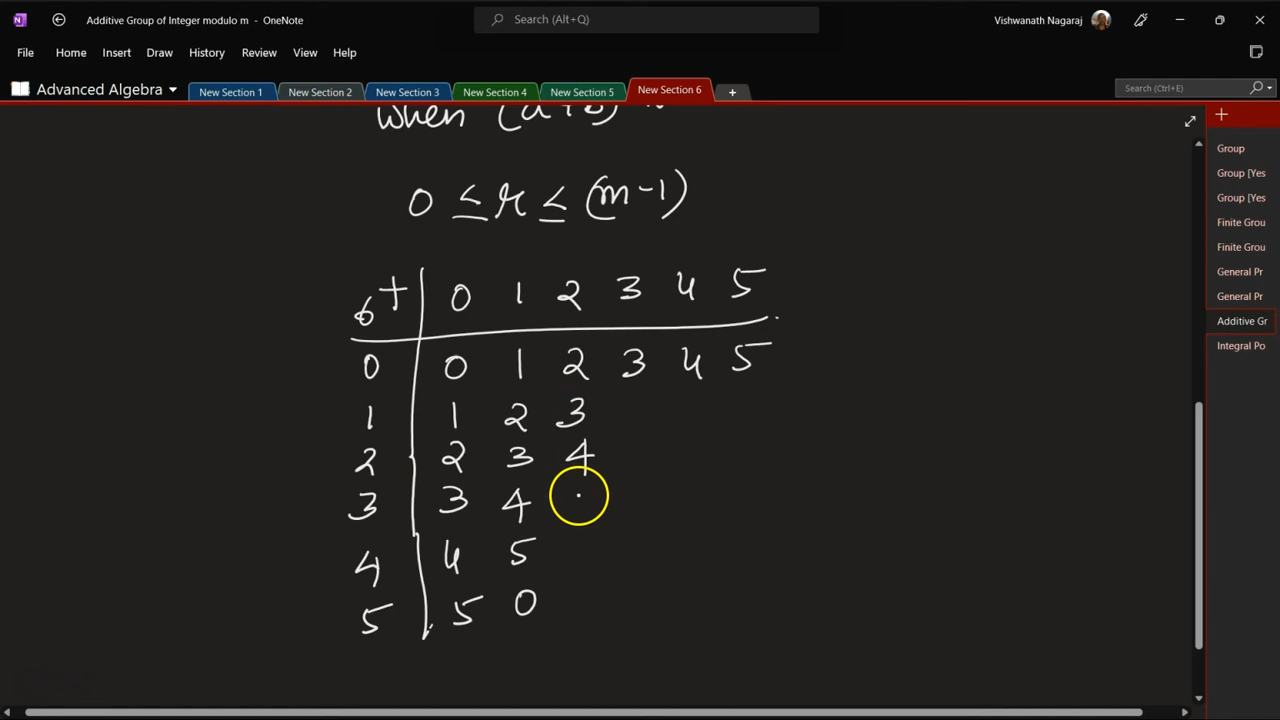 Additive Group of Integer modulo m - OneNote
Search (Alt+Q)
Vishwanath Nagaraj
File Home Insert Draw History Review View Help
Advanced Algebra
New Section 1 New Section 2 New Section 3 New Section 4 New Section 5 New Section 6 +
Search (Ctrl+E)
+
Group
Group [Yes
Group [Yes
Finite Grou
Finite Grou
General Pr
General Pr
Additive Gr
Integral Po
when
0 ≤ r ≤ (m-1)
6+ 0 1 2 3 4 5
0 0 1 2 3 4 5
1 1 2 3
2 2 3 4
3 3 4
4 4 5
5 5 0